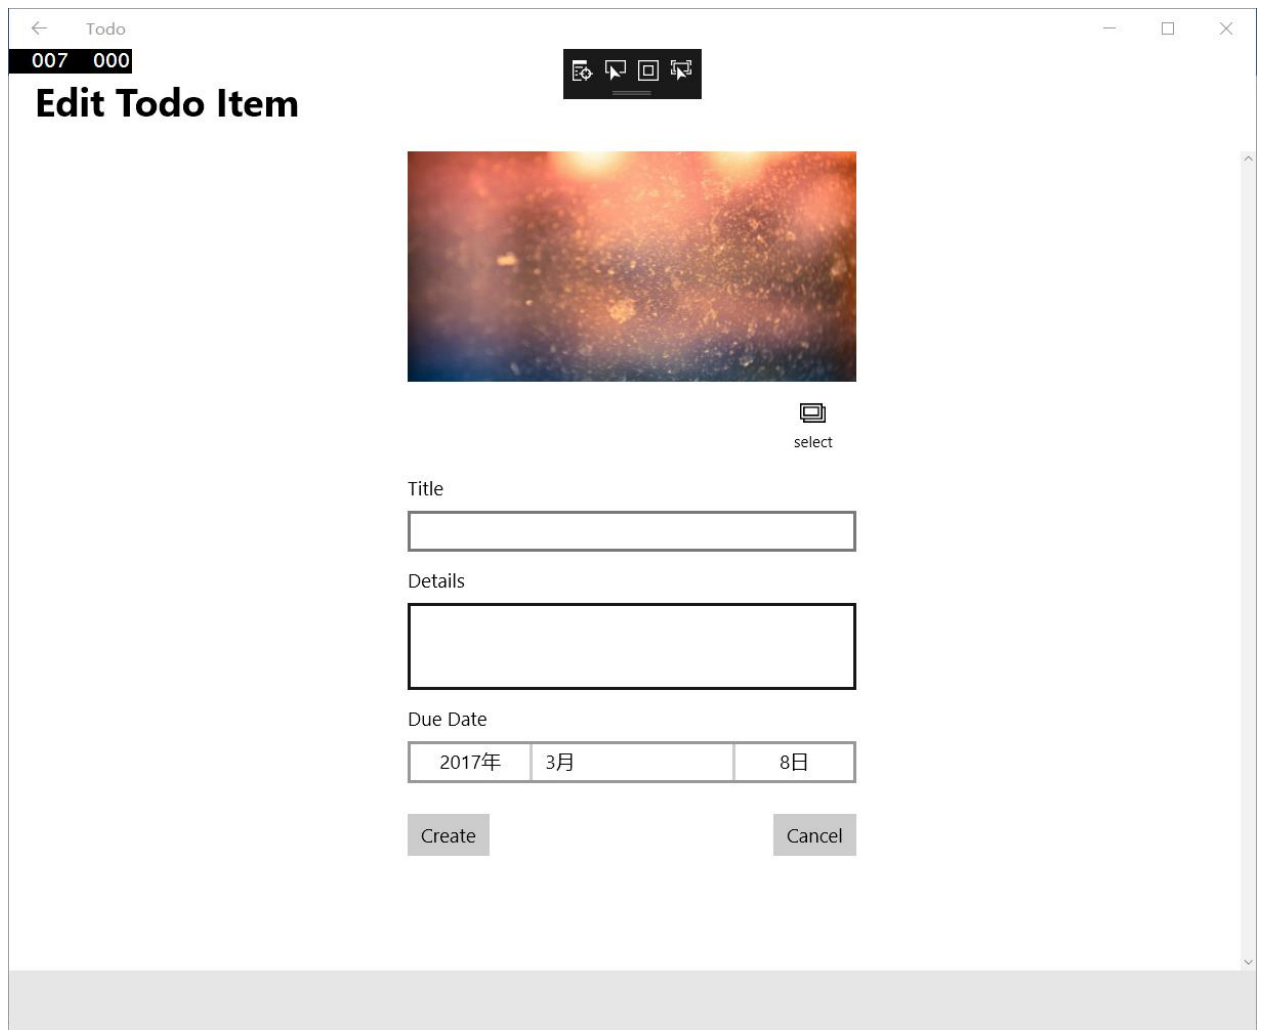 Todo
007 000
Edit Todo Item
select
Title
Details
Due Date
2017年 3月 8日
Create Cancel